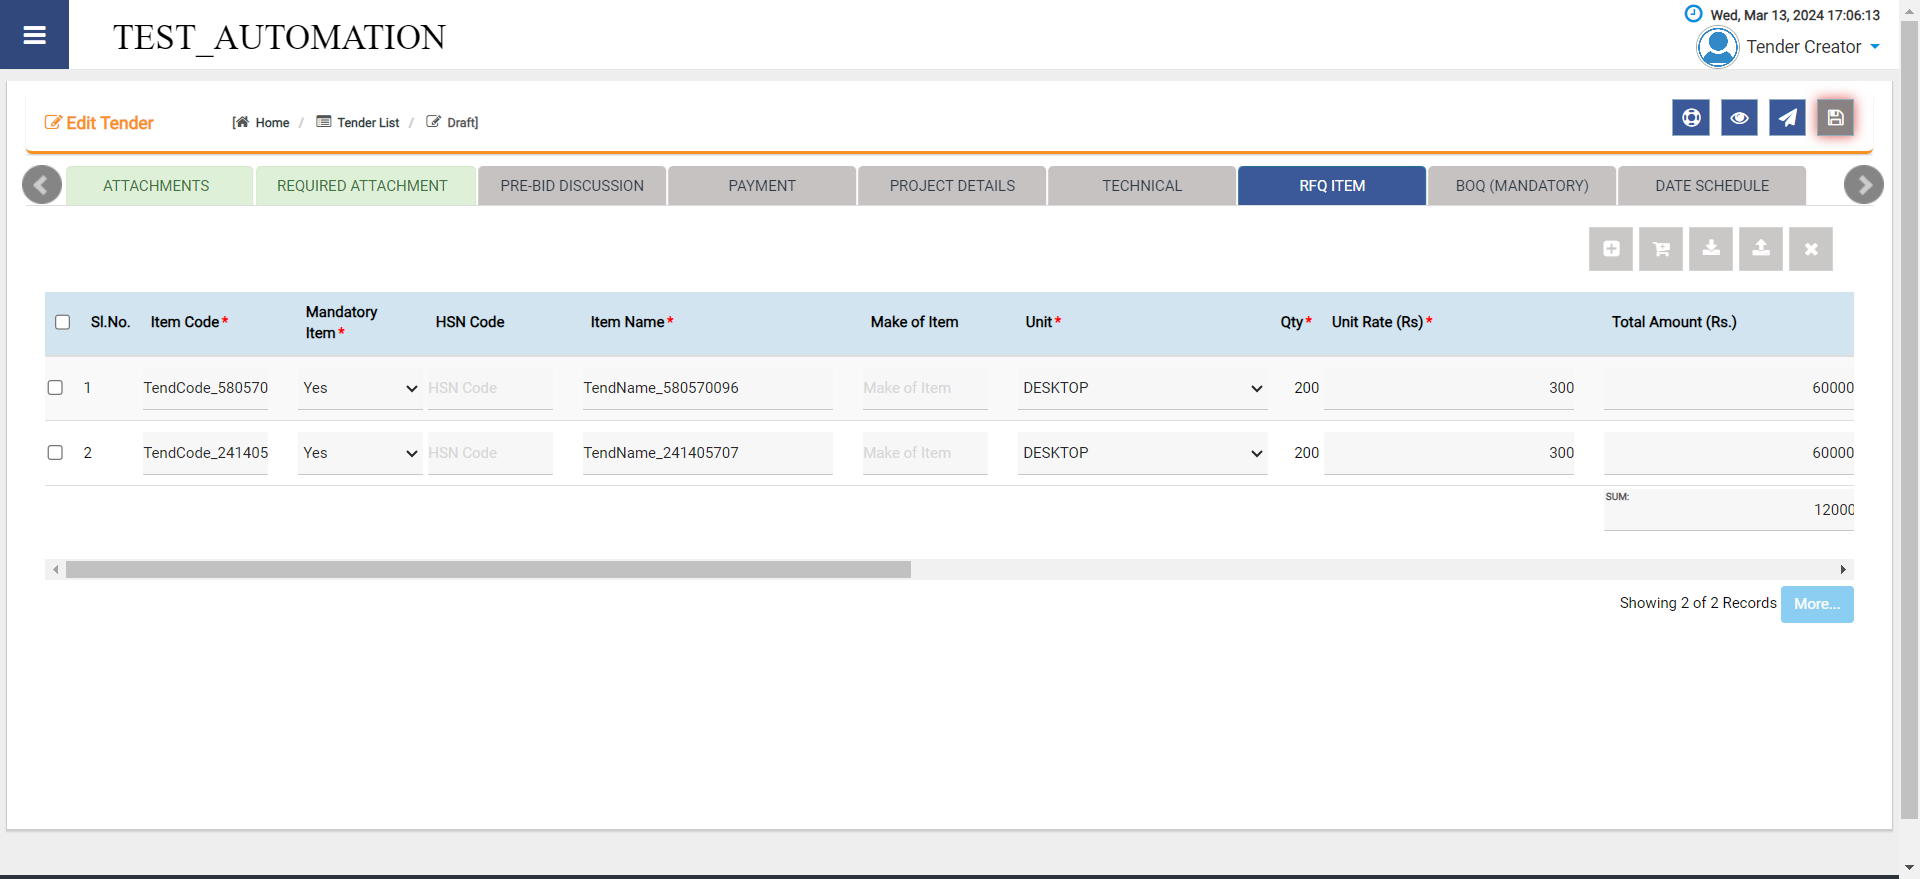 TEST_AUTOMATION
Wed, Mar 13, 2024 17:06:13
Tender Creator
Edit Tender
[ Home / Tender List / Draft]
ATTACHMENTS REQUIRED ATTACHMENT PRE-BID DISCUSSION PAYMENT PROJECT DETAILS TECHNICAL RFQ ITEM BOQ (MANDATORY) DATE SCHEDULE
Sl.No. Item Code* Mandatory Item* HSN Code Item Name* Make of Item Unit* Qty* Unit Rate (Rs)* Total Amount (Rs.)
1 TendCode_580570 Yes HSN Code TendName_580570096 Make of Item DESKTOP 200 300 60000
2 TendCode_241405 Yes HSN Code TendName_241405707 Make of Item DESKTOP 200 300 60000
SUM:
12000
Showing 2 of 2 Records More...